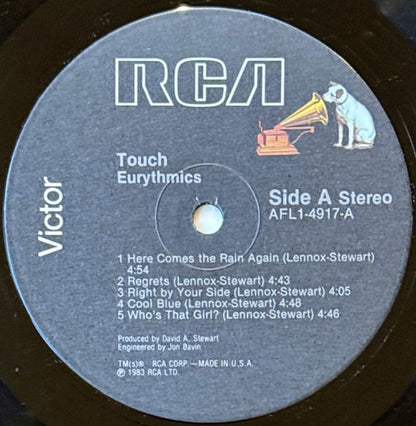 RCA
Victor
Touch
Eurythmics
Side A Stereo
AFL1-4917-A
1 Here Comes the Rain Again (Lennox-Stewart)
4:54
2 Regrets (Lennox-Stewart) 4:43
3 Right by Your Side (Lennox-Stewart) 4:05
4 Cool Blue (Lennox-Stewart) 4:48
5 Who's That Girl? (Lennox-Stewart) 4:46
Produced by David A. Stewart
Engineered by Jon Bavin
TM(s)® RCA CORP.—MADE IN U.S.A.
℗ 1983 RCA LTD.